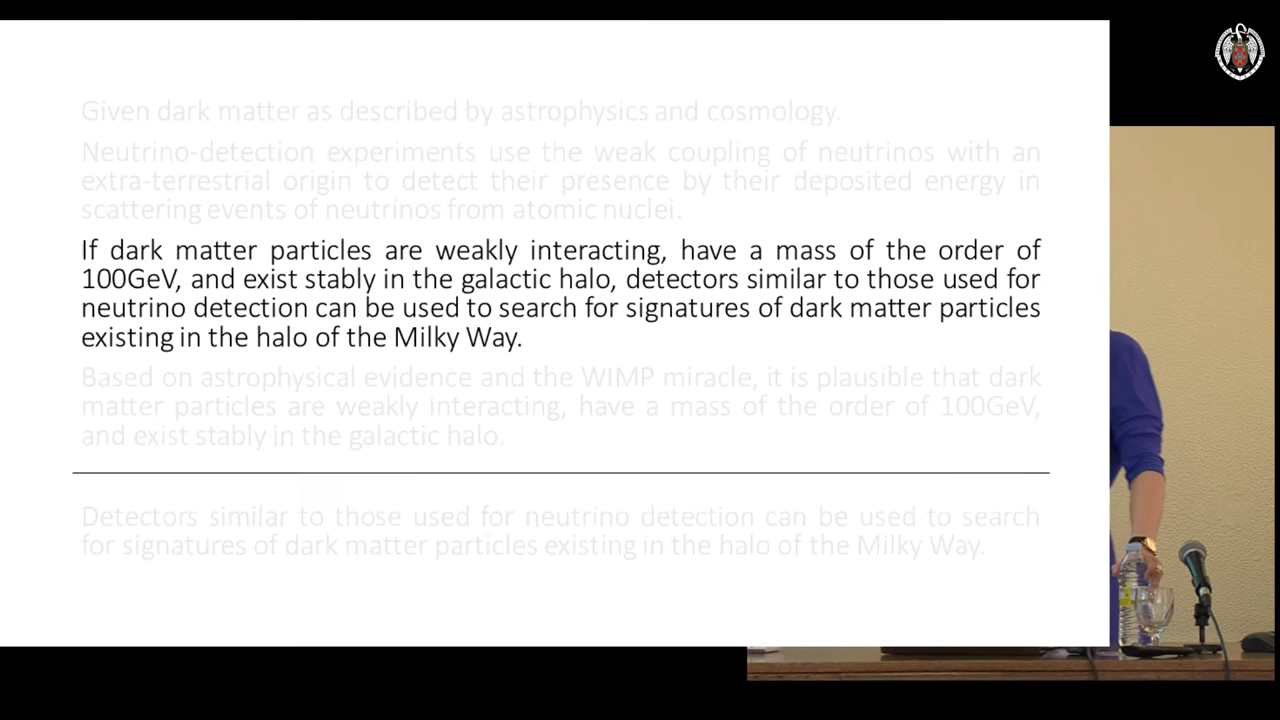 Given dark matter as described by astrophysics and cosmology.
Neutrino-detection experiments use the weak coupling of neutrinos with an
extra-terrestrial origin to detect their presence by their deposited energy in
scattering events of neutrinos from atomic nuclei.
If dark matter particles are weakly interacting, have a mass of the order of
100GeV, and exist stably in the galactic halo, detectors similar to those used for
neutrino detection can be used to search for signatures of dark matter particles
existing in the halo of the Milky Way.
Based on astrophysical evidence and the WIMP miracle, it is plausible that dark
matter particles are weakly interacting, have a mass of the order of 100GeV,
and exist stably in the galactic halo.
Detectors similar to those used for neutrino detection can be used to search
for signatures of dark matter particles existing in the halo of the Milky Way.